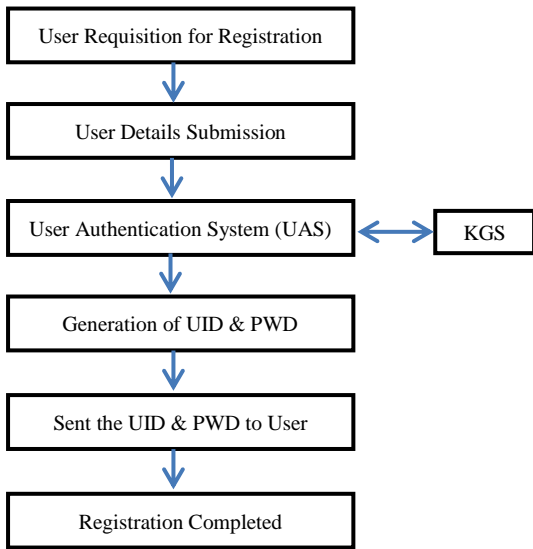 User Requisition for Registration
User Details Submission
User Authentication System (UAS)
KGS
Generation of UID & PWD
Sent the UID & PWD to User
Registration Completed